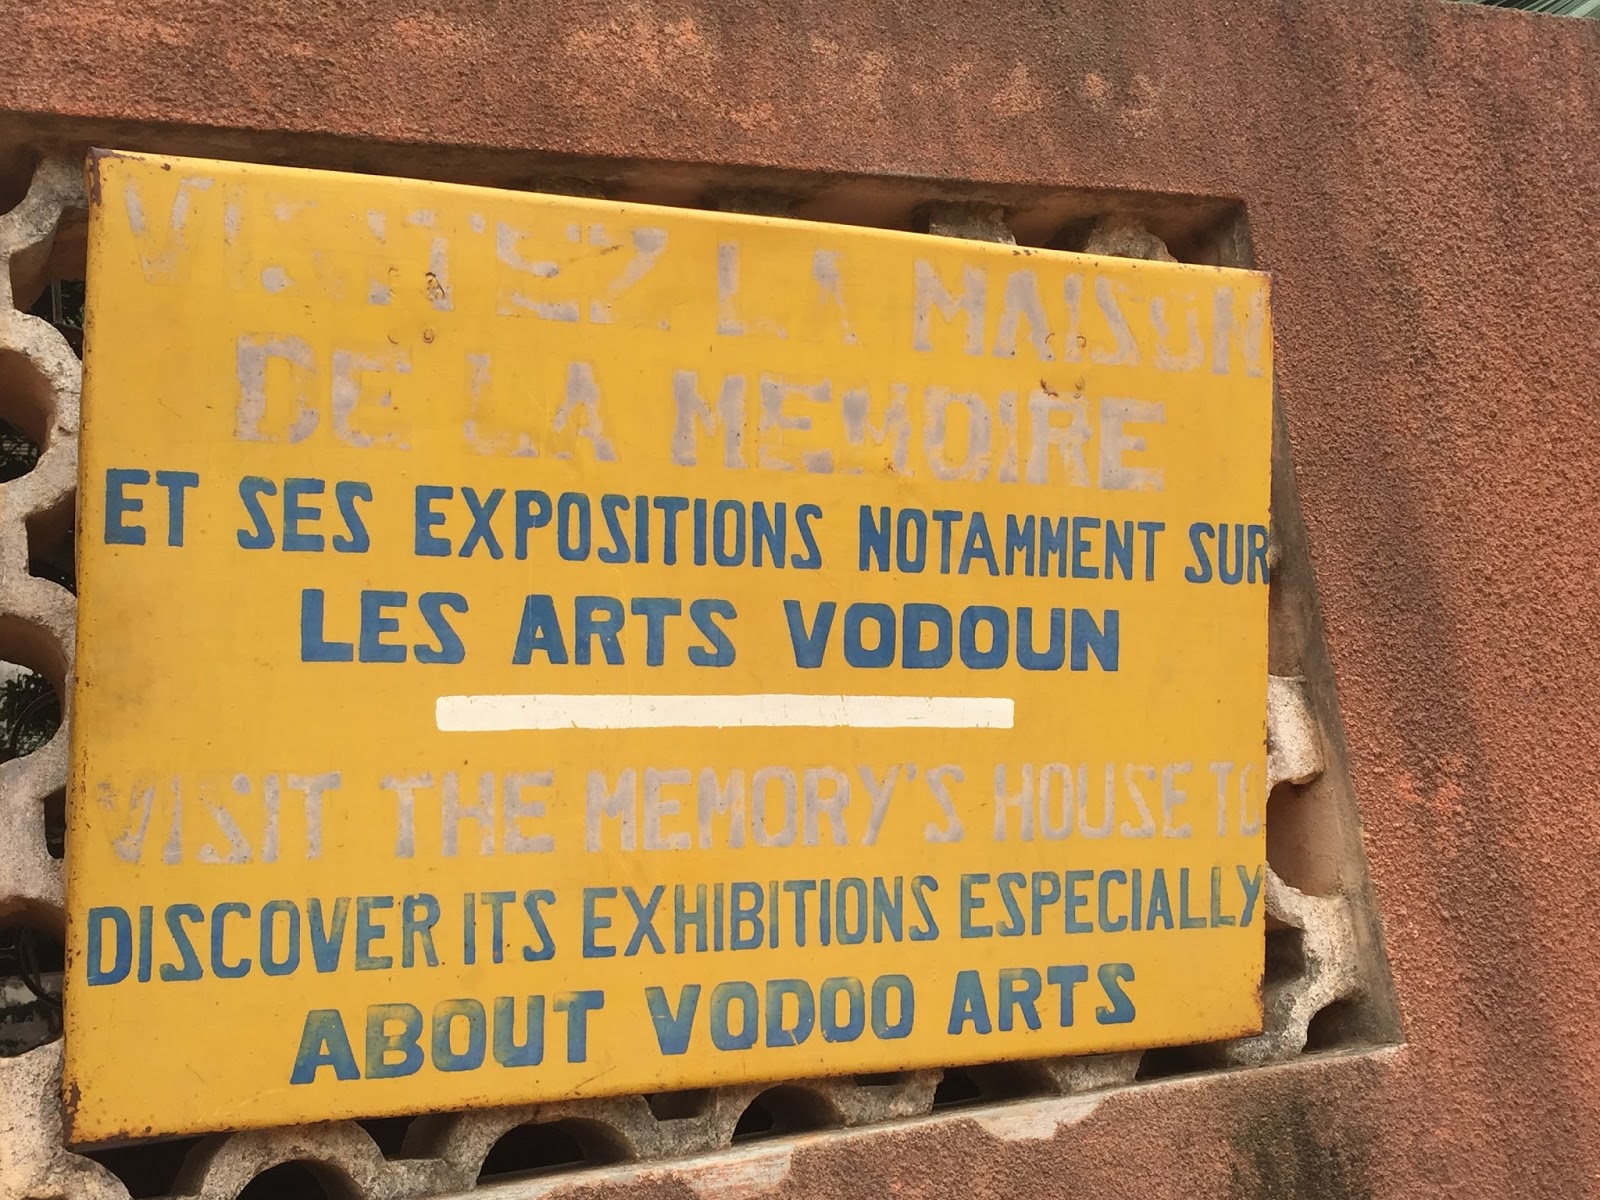 VISITEZ LA MAISON
DE LA MEMOIRE
ET SES EXPOSITIONS NOTAMMENT SUR
LES ARTS VODOUN
VISIT THE MEMORY'S HOUSE TO
DISCOVER ITS EXHIBITIONS ESPECIALLY
ABOUT VODOO ARTS